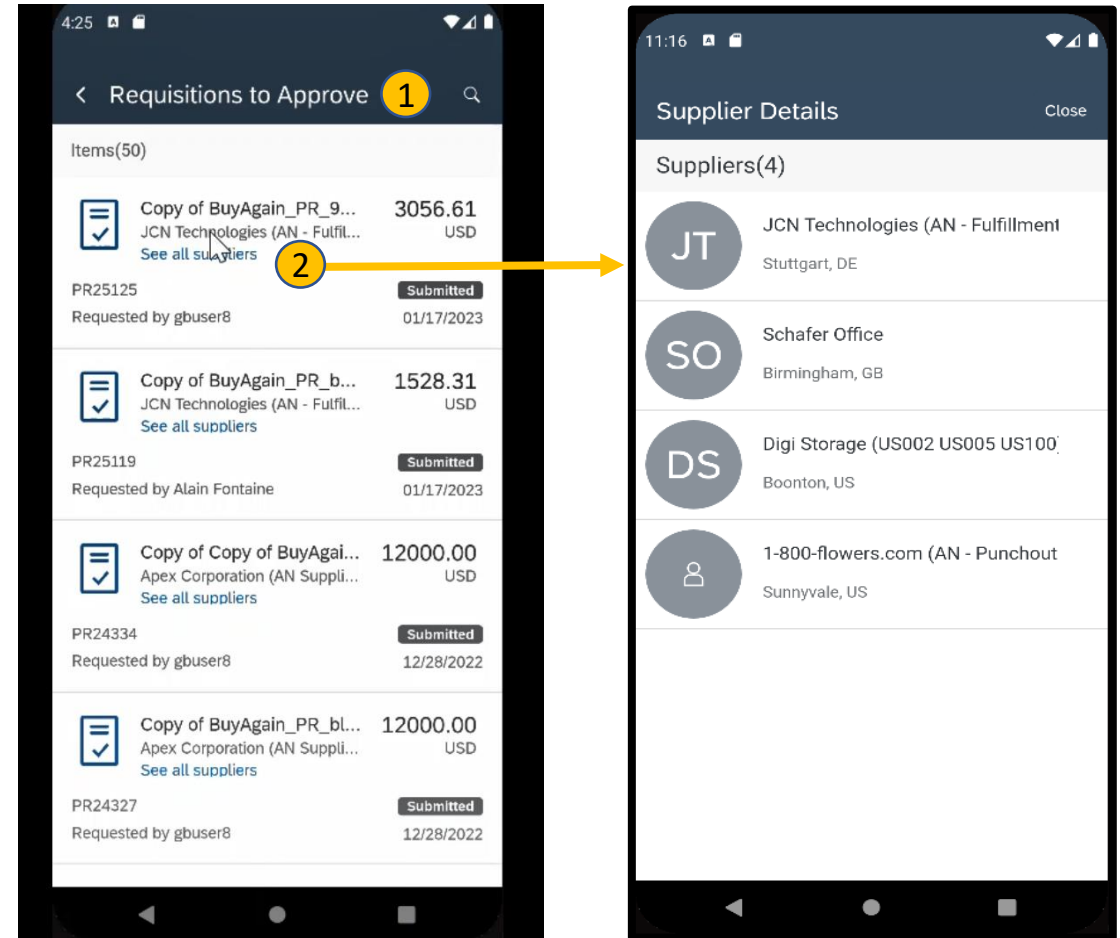 4:25
Requisitions to Approve
1
Items(50)
Copy of BuyAgain_PR_9... 3056.61
JCN Technologies (AN - Fulfil... USD
See all suppliers
2
PR25125 Submitted
Requested by gbuser8 01/17/2023
Copy of BuyAgain_PR_b... 1528.31
JCN Technologies (AN - Fulfil... USD
See all suppliers
PR25119 Submitted
Requested by Alain Fontaine 01/17/2023
Copy of Copy of BuyAgai... 12000.00
Apex Corporation (AN Suppli... USD
See all suppliers
PR24334 Submitted
Requested by gbuser8 12/28/2022
Copy of BuyAgain_PR_bl... 12000.00
Apex Corporation (AN Suppli... USD
See all suppliers
PR24327 Submitted
Requested by gbuser8 12/28/2022
11:16
Supplier Details Close
Suppliers(4)
JT
JCN Technologies (AN - Fulfillment
Stuttgart, DE
SO
Schafer Office
Birmingham, GB
DS
Digi Storage (US002 US005 US100)
Boonton, US
1-800-flowers.com (AN - Punchout
Sunnyvale, US